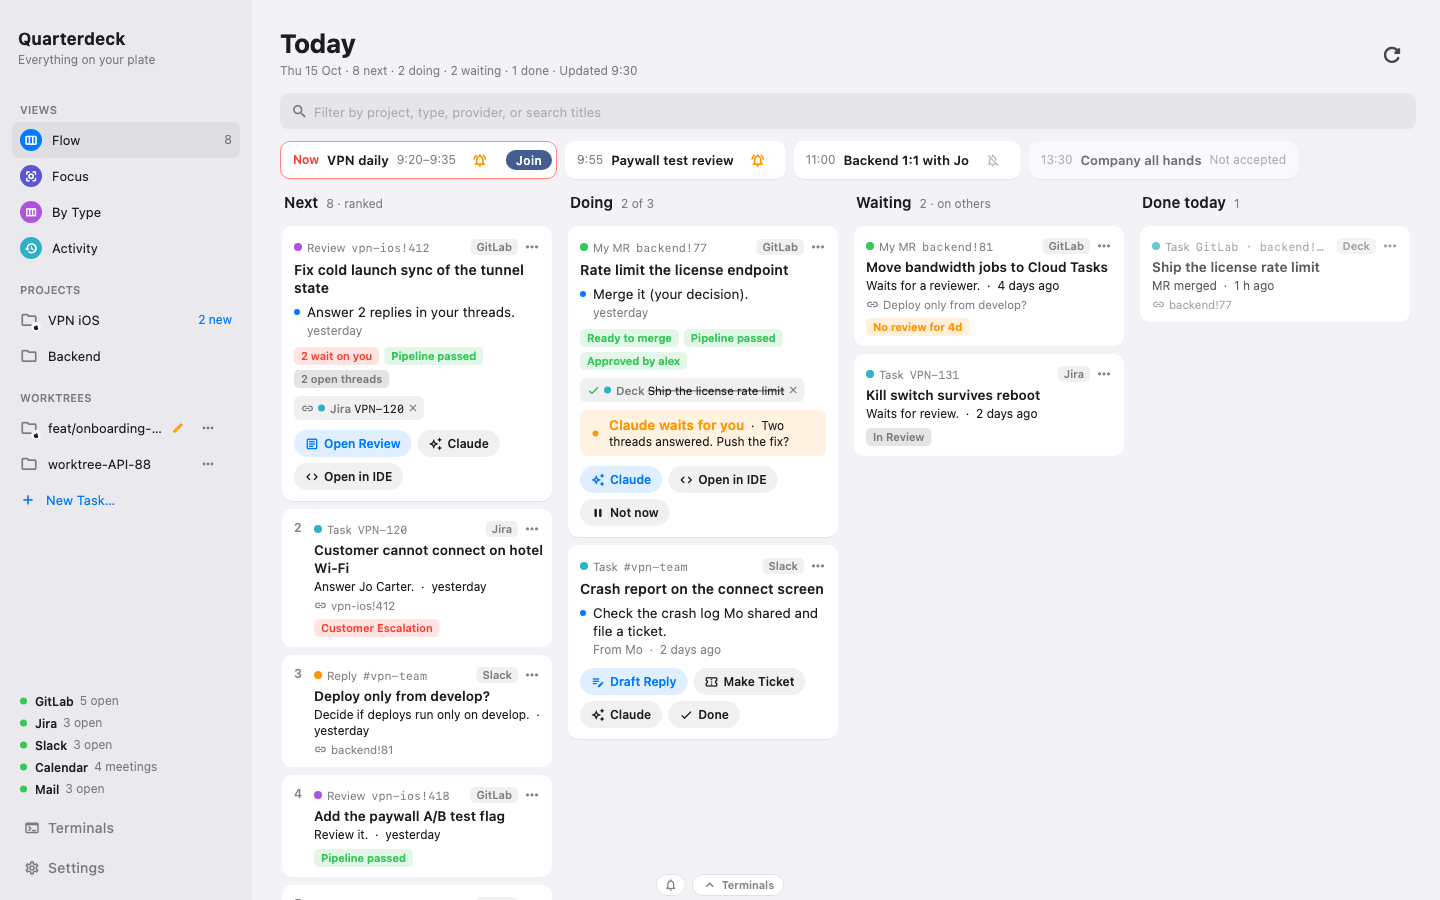 Quarterdeck
Everything on your plate
VIEWS
Flow 8
Focus
By Type
Activity
PROJECTS
VPN iOS 2 new
Backend
WORKTREES
feat/onboarding-...
worktree-API-88
New Task...
GitLab 5 open
Jira 3 open
Slack 3 open
Calendar 4 meetings
Mail 3 open
Terminals
Settings
Today
Thu 15 Oct · 8 next · 2 doing · 2 waiting · 1 done · Updated 9:30
Filter by project, type, provider, or search titles
Now VPN daily 9:20–9:35 Join
9:55 Paywall test review
11:00 Backend 1:1 with Jo
13:30 Company all hands Not accepted
Next 8 · ranked
Review vpn-ios!412 GitLab
Fix cold launch sync of the tunnel
state
Answer 2 replies in your threads.
yesterday
2 wait on you Pipeline passed
2 open threads
Jira VPN-120
Open Review Claude
Open in IDE
2 Task VPN-120 Jira
Customer cannot connect on hotel
Wi-Fi
Answer Jo Carter. · yesterday
vpn-ios!412
Customer Escalation
3 Reply #vpn-team Slack
Deploy only from develop?
Decide if deploys run only on develop. ·
yesterday
backend!81
4 Review vpn-ios!418 GitLab
Add the paywall A/B test flag
Review it. · yesterday
Pipeline passed
Doing 2 of 3
My MR backend!77 GitLab
Rate limit the license endpoint
Merge it (your decision).
yesterday
Ready to merge Pipeline passed
Approved by alex
Deck Ship the license rate limit
Claude waits for you · Two
threads answered. Push the fix?
Claude Open in IDE
Not now
Task #vpn-team Slack
Crash report on the connect screen
Check the crash log Mo shared and
file a ticket.
From Mo · 2 days ago
Draft Reply Make Ticket
Claude Done
Waiting 2 · on others
My MR backend!81 GitLab
Move bandwidth jobs to Cloud Tasks
Waits for a reviewer. · 4 days ago
Deploy only from develop?
No review for 4d
Task VPN-131 Jira
Kill switch survives reboot
Waits for review. · 2 days ago
In Review
Done today 1
Task GitLab · backend!… Deck
Ship the license rate limit
MR merged · 1 h ago
backend!77
Terminals